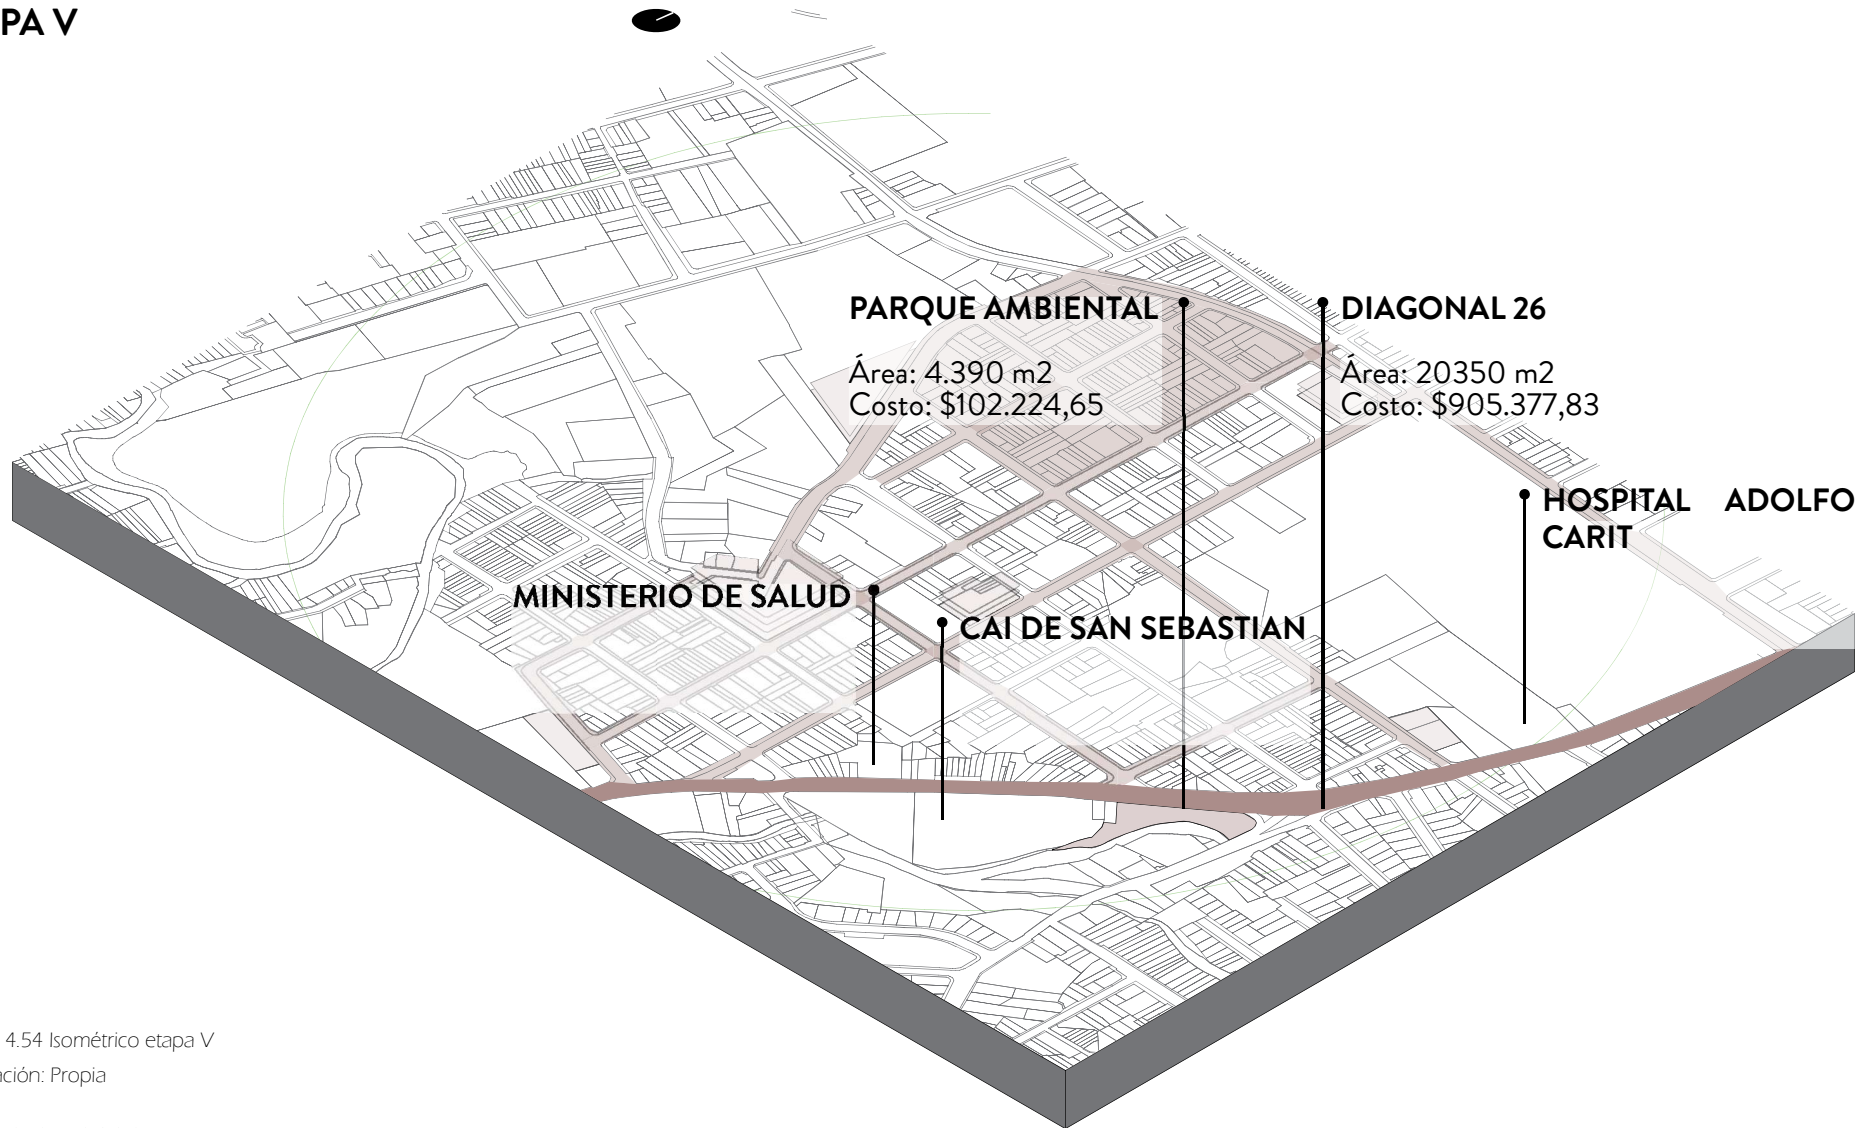 PA V
PARQUE AMBIENTAL
Área: 4.390 m2
Costo: $102.224,65
DIAGONAL 26
Área: 20350 m2
Costo: $905.377,83
HOSPITAL ADOLFO
CARIT
MINISTERIO DE SALUD
CAI DE SAN SEBASTIAN
4.54 Isométrico etapa V
ación: Propia